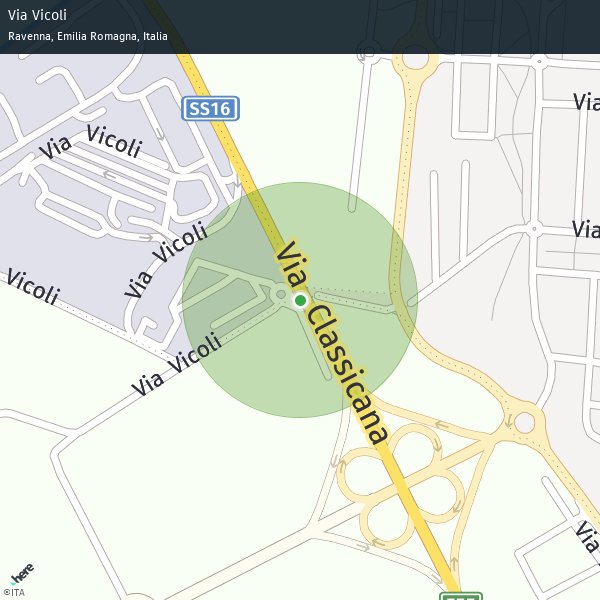 Via Vicoli
Ravenna, Emilia Romagna, Italia
SS16
Via
Via Vicoli
Via
Via Vicoli
Vicoli
Via Classicana
Via Vicoli
Via
here
©ITA